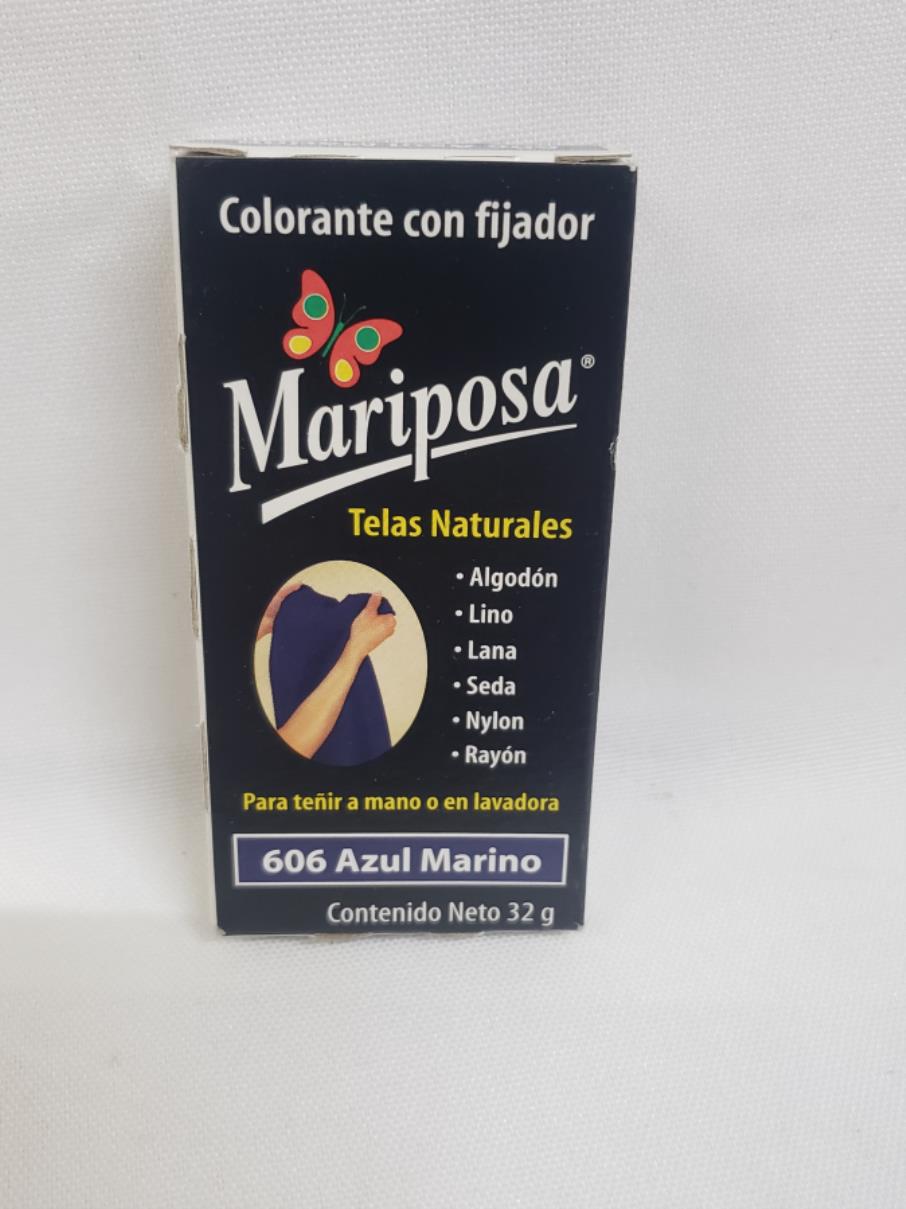 Colorante con fijador
Mariposa®
Telas Naturales
• Algodón
• Lino
• Lana
• Seda
• Nylon
• Rayón
Para teñir a mano o en lavadora
606 Azul Marino
Contenido Neto 32 g